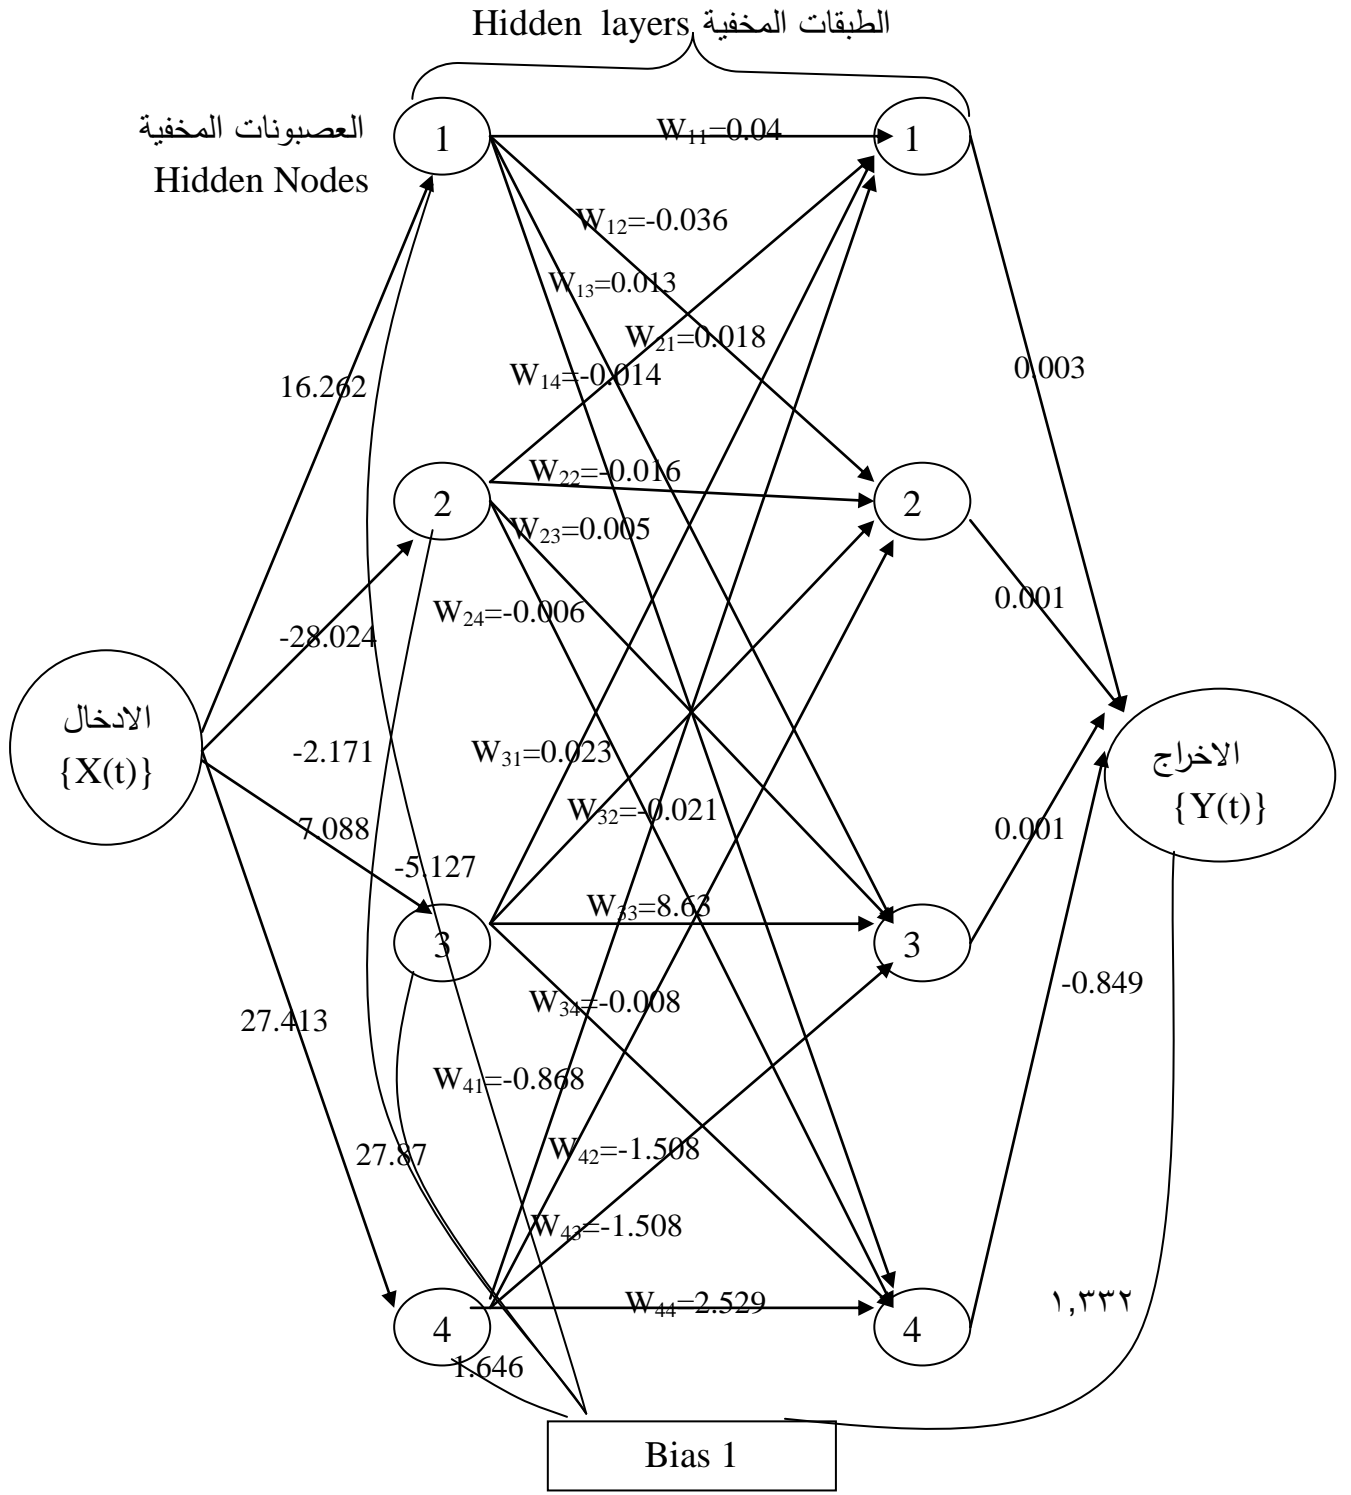 Hidden layers الطبقات المخفية
العصبونات المخفية
Hidden Nodes
1
1
W11=0.04
W12=-0.036
W13=0.013
W21=0.018
W14=-0.014
0.003
16.262
W22=-0.016
2
2
W23=0.005
W24=-0.006
0.001
-28.024
الادخال
{X(t)}
-2.171
W31=0.023
الاخراج
{Y(t)}
W32=-0.021
7.088
0.001
-5.127
W33=8.63
3
3
-0.849
W34=-0.008
27.413
W41=-0.868
27.87
W42=-1.508
W43=-1.508
W44=2.529
١,٣٣٢
4
4
1.646
Bias 1